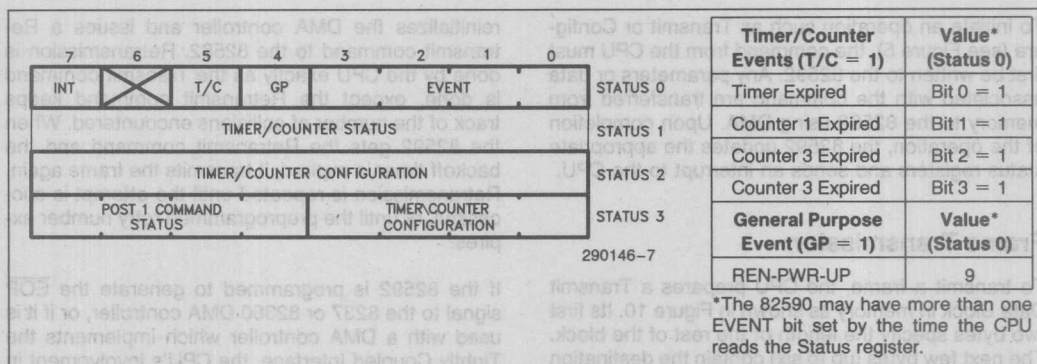 7 6 5 4 3 2 1 0
INT T/C GP EVENT STATUS 0
TIMER/COUNTER STATUS STATUS 1
TIMER/COUNTER CONFIGURATION STATUS 2
PORT 1 COMMAND STATUS TIMER COUNTER CONFIGURATION STATUS 3
290146-7
Timer/Counter Value*
Events (T/C = 1) (Status 0)
Timer Expired Bit 0 = 1
Counter 1 Expired Bit 1 = 1
Counter 3 Expired Bit 2 = 1
Counter 3 Expired Bit 3 = 1
General Purpose Value*
Event (GP = 1) (Status 0)
REN-PWR-UP 9
*The 82590 may have more than one
EVENT bit set by the time the CPU
reads the Status register.